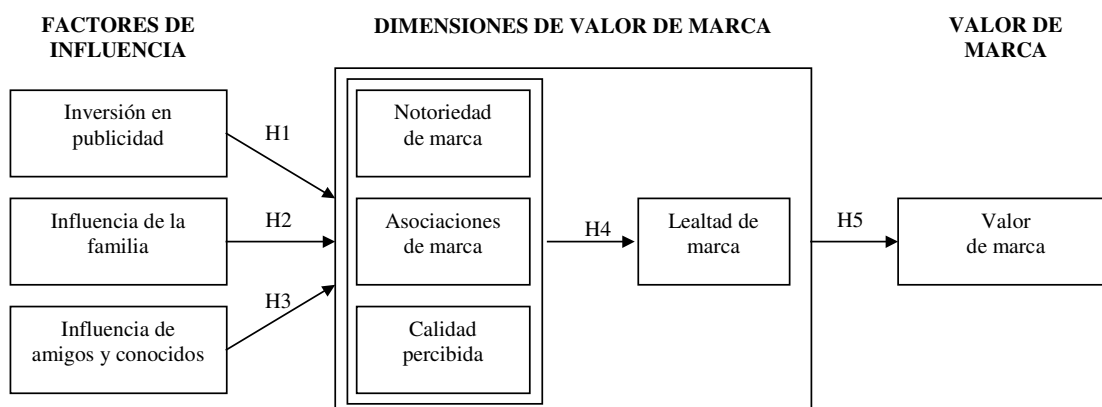 FACTORES DE
INFLUENCIA
DIMENSIONES DE VALOR DE MARCA
VALOR DE
MARCA
Inversión en
publicidad
H1
Notoriedad
de marca
Influencia de la
familia
H2
Asociaciones
de marca
H4
Lealtad de
marca
H5
Valor
de marca
H3
Influencia de
amigos y conocidos
Calidad
percibida